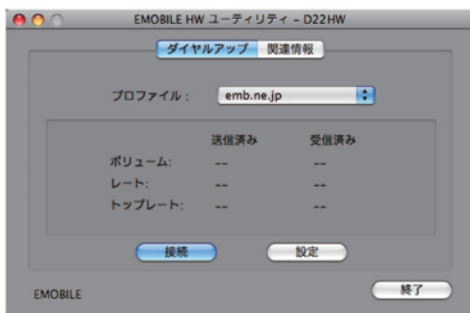 EMOBILE HW ユーティリティ – D22HW
ダイヤルアップ 関連情報
プロファイル： emb.ne.jp
送信済み 受信済み
ボリューム: -- --
レート: -- --
トップレート: -- --
接続 設定
EMOBILE 終了